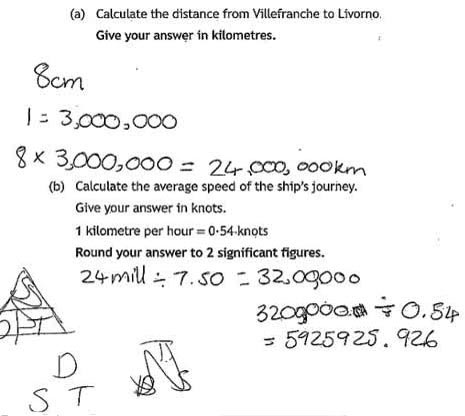 (a) Calculate the distance from Villefranche to Livorno.
Give your answer in kilometres.
8cm
1 = 3,000,000
8 × 3,000,000 = 24,000,000km
(b) Calculate the average speed of the ship's journey.
Give your answer in knots.
1 kilometre per hour = 0·54 knots
Round your answer to 2 significant figures.
24mill ÷ 7.50 = 3200000
3200000 ÷ 0.54
= 5925925.926
S
D T
D
S T